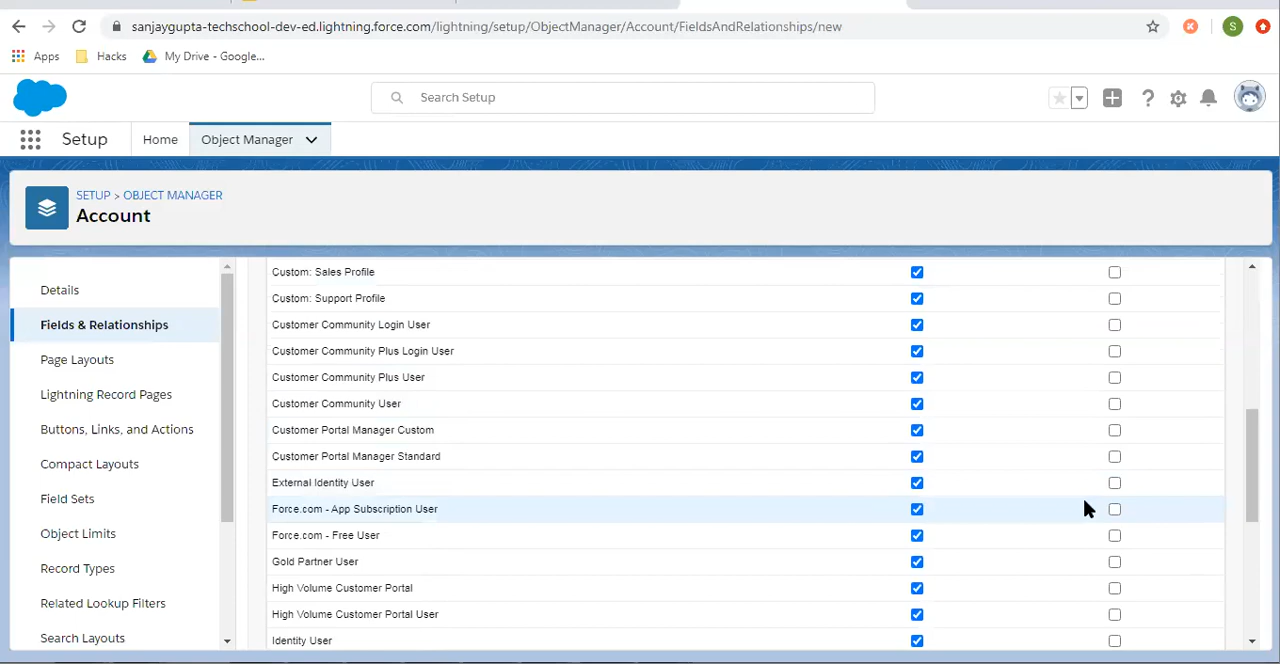 sanjaygupta-techschool-dev-ed.lightning.force.com/lightning/setup/ObjectManager/Account/FieldsAndRelationships/new
S
Apps Hacks My Drive - Google...
Search Setup
Setup Home Object Manager
SETUP > OBJECT MANAGER
Account
Details
Fields & Relationships
Page Layouts
Lightning Record Pages
Buttons, Links, and Actions
Compact Layouts
Field Sets
Object Limits
Record Types
Related Lookup Filters
Search Layouts
Custom: Sales Profile
Custom: Support Profile
Customer Community Login User
Customer Community Plus Login User
Customer Community Plus User
Customer Community User
Customer Portal Manager Custom
Customer Portal Manager Standard
External Identity User
Force.com - App Subscription User
Force.com - Free User
Gold Partner User
High Volume Customer Portal
High Volume Customer Portal User
Identity User